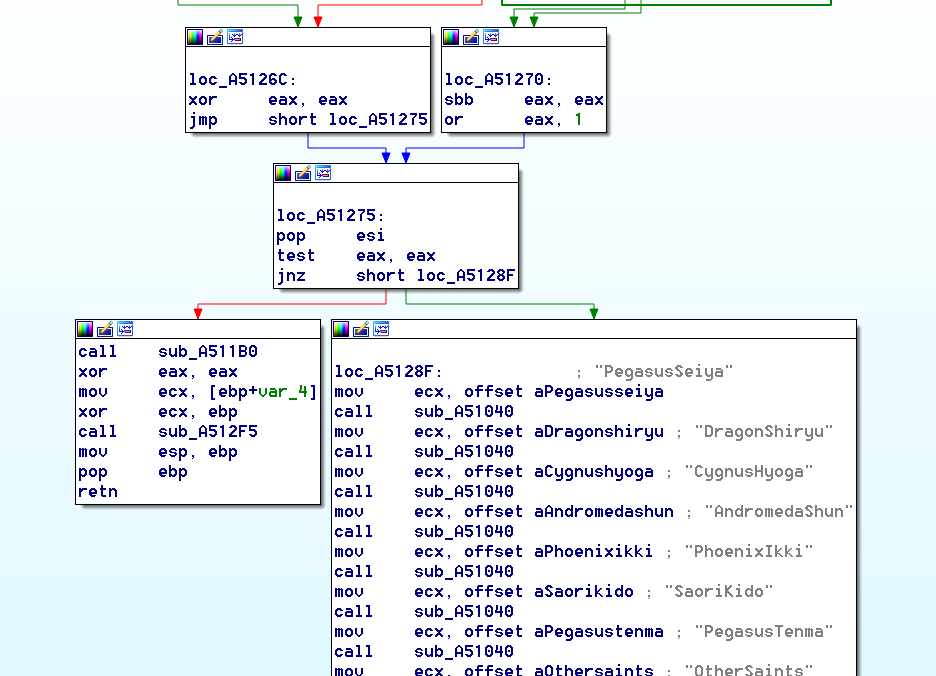 loc_A5126C:
xor     eax, eax
jmp     short loc_A51275
loc_A51270:
sbb     eax, eax
or      eax, 1
loc_A51275:
pop     esi
test    eax, eax
jnz     short loc_A5128F
call    sub_A511B0
xor     eax, eax
mov     ecx, [ebp+var_4]
xor     ecx, ebp
call    sub_A512F5
mov     esp, ebp
pop     ebp
retn
loc_A5128F:             ; "PegasusSeiya"
mov     ecx, offset aPegasusseiya
call    sub_A51040
mov     ecx, offset aDragonshiryu ; "DragonShiryu"
call    sub_A51040
mov     ecx, offset aCygnushyoga ; "CygnusHyoga"
call    sub_A51040
mov     ecx, offset aAndromedashun ; "AndromedaShun"
call    sub_A51040
mov     ecx, offset aPhoenixikki ; "PhoenixIkki"
call    sub_A51040
mov     ecx, offset aSaorikido ; "SaoriKido"
call    sub_A51040
mov     ecx, offset aPegasustenma ; "PegasusTenma"
call    sub_A51040
mov     ecx, offset aOthersaints ; "OtherSaints"